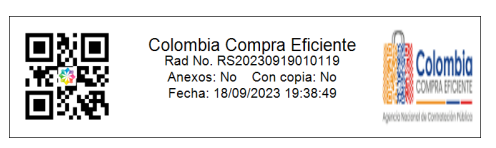 Colombia Compra Eficiente
Rad No. RS20230919010119
Anexos: No Con copia: No
Fecha: 18/09/2023 19:38:49
Colombia
COMPRA EFICIENTE
Agencia Nacional de Contratación Pública